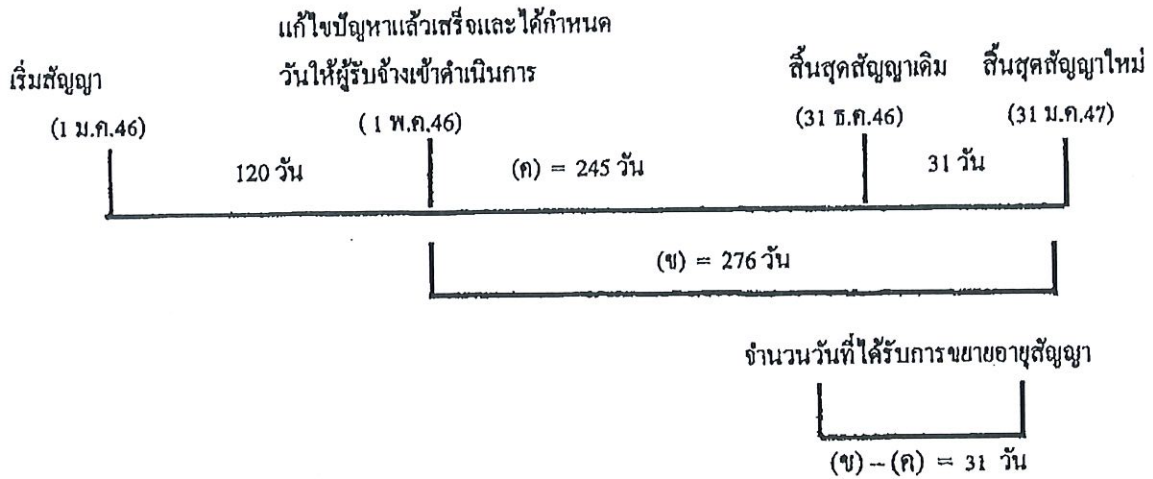 แก้ไขปัญหาแล้วเสร็จและได้กำหนด
วันให้ผู้รับจ้างเข้าดำเนินการ
เริ่มสัญญา
สิ้นสุดสัญญาเดิม
สิ้นสุดสัญญาใหม่
(1 ม.ค.46)
( 1 พ.ค.46)
(31 ธ.ค.46)
(31 ม.ค.47)
120 วัน
(ค) = 245 วัน
31 วัน
(ข) = 276 วัน
จำนวนวันที่ได้รับการขยายอายุสัญญา
(ข) – (ค) = 31 วัน